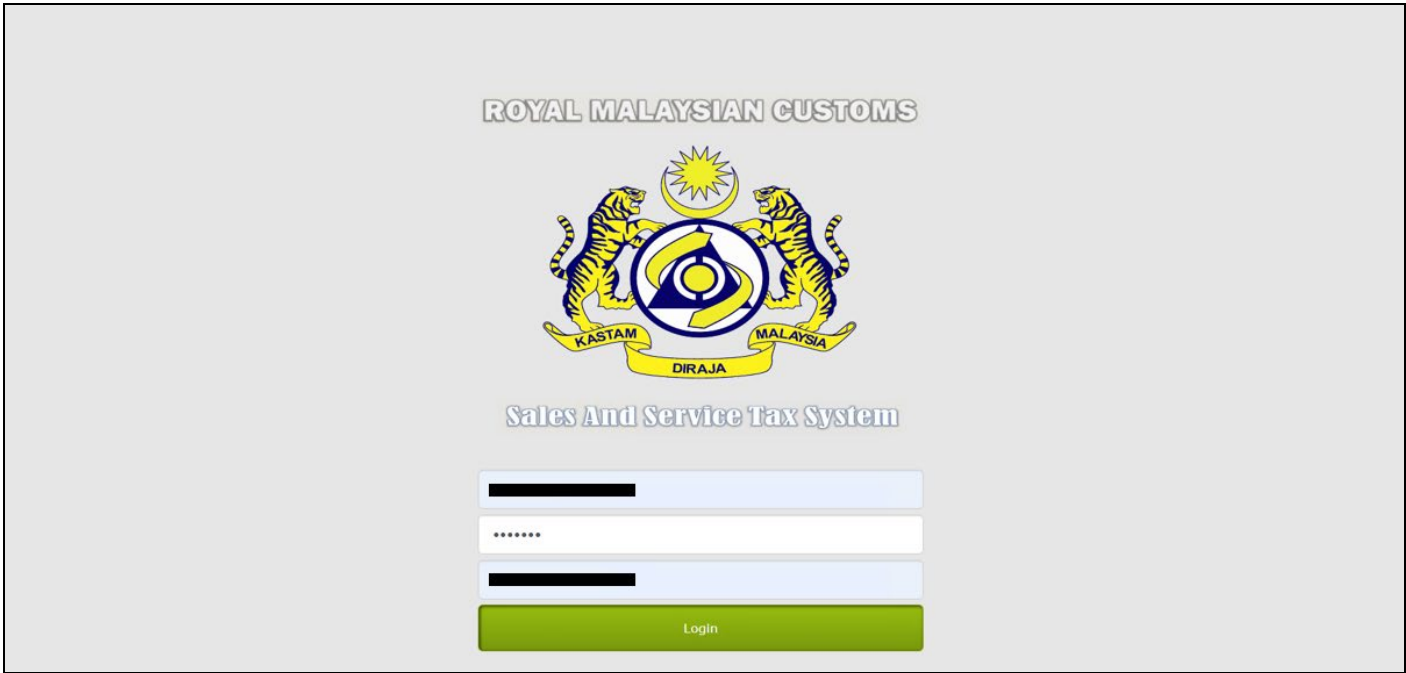 ROYAL MALAYSIAN CUSTOMS
KASTAM
MALAYSIA
DIRAJA
Sales And Service Tax System
•••••••
Login